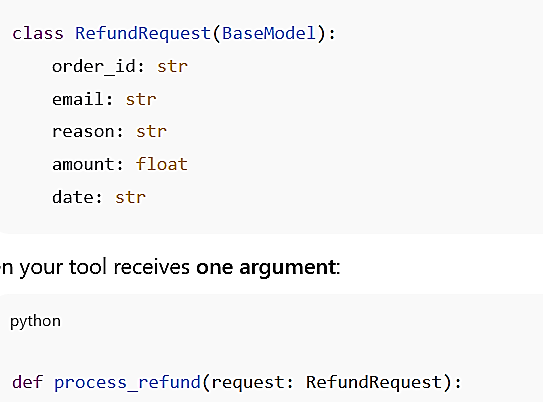 class RefundRequest(BaseModel):
    order_id: str
    email: str
    reason: str
    amount: float
    date: str
n your tool receives one argument:
python
def process_refund(request: RefundRequest):